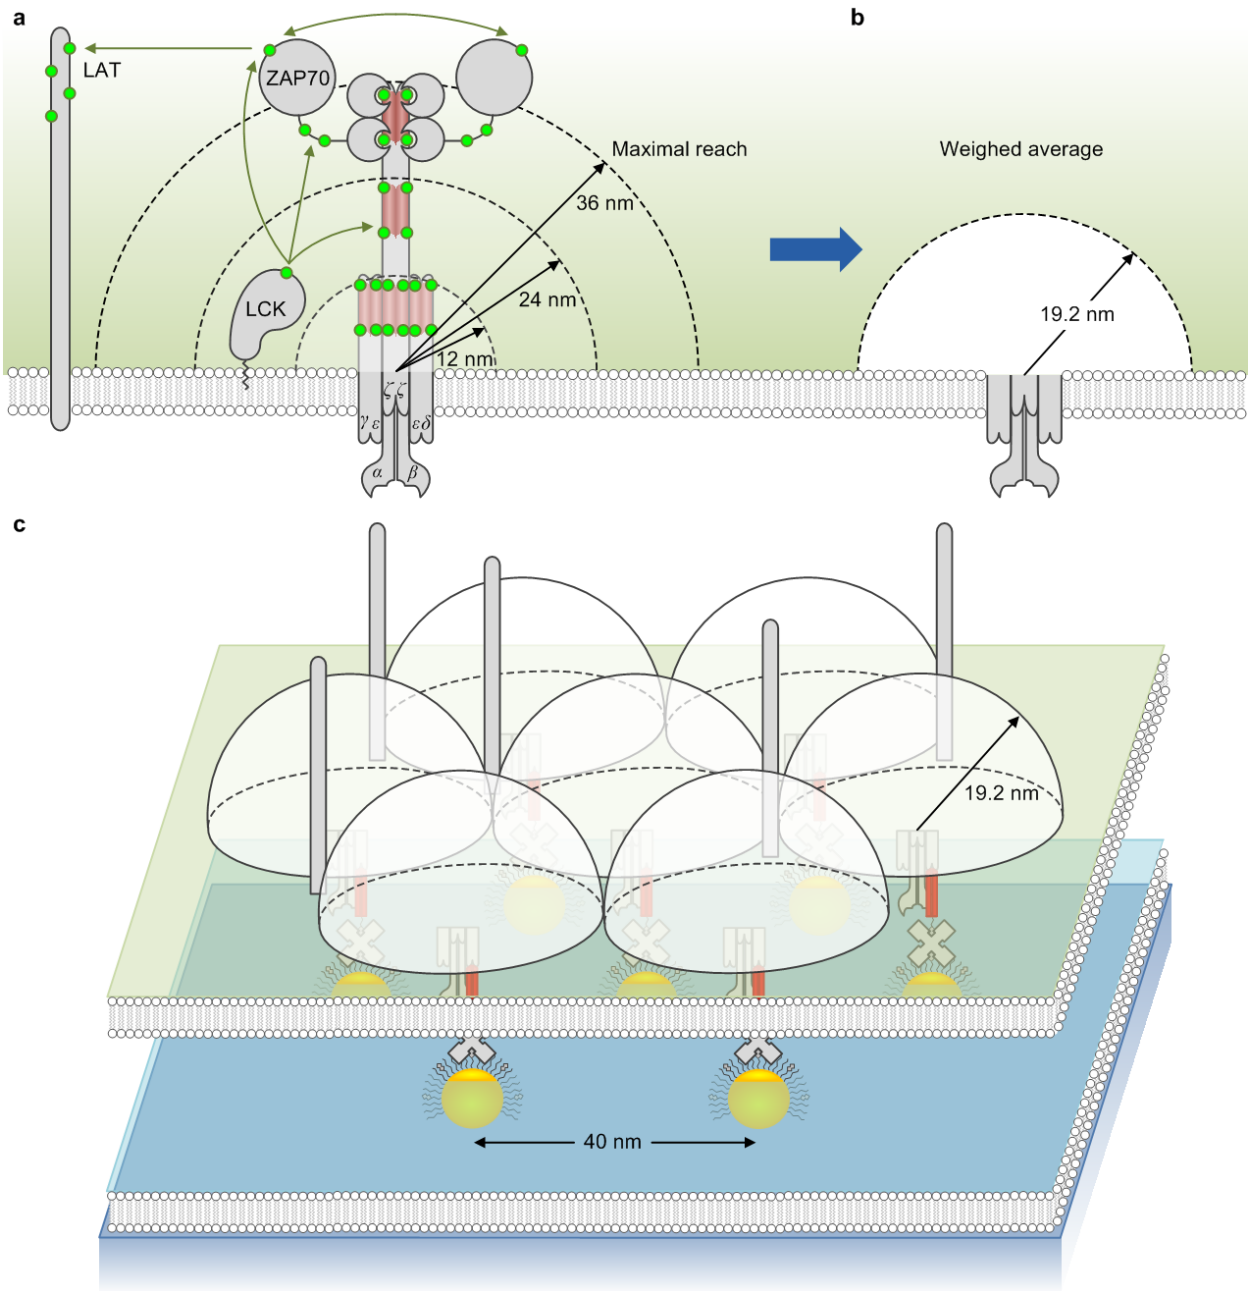 a
b
LAT
ZAP70
Maximal reach
Weighed average
36 nm
24 nm
12 nm
LCK
19.2 nm
ζ ζ
γ ε
ε δ
α
β
c
19.2 nm
40 nm